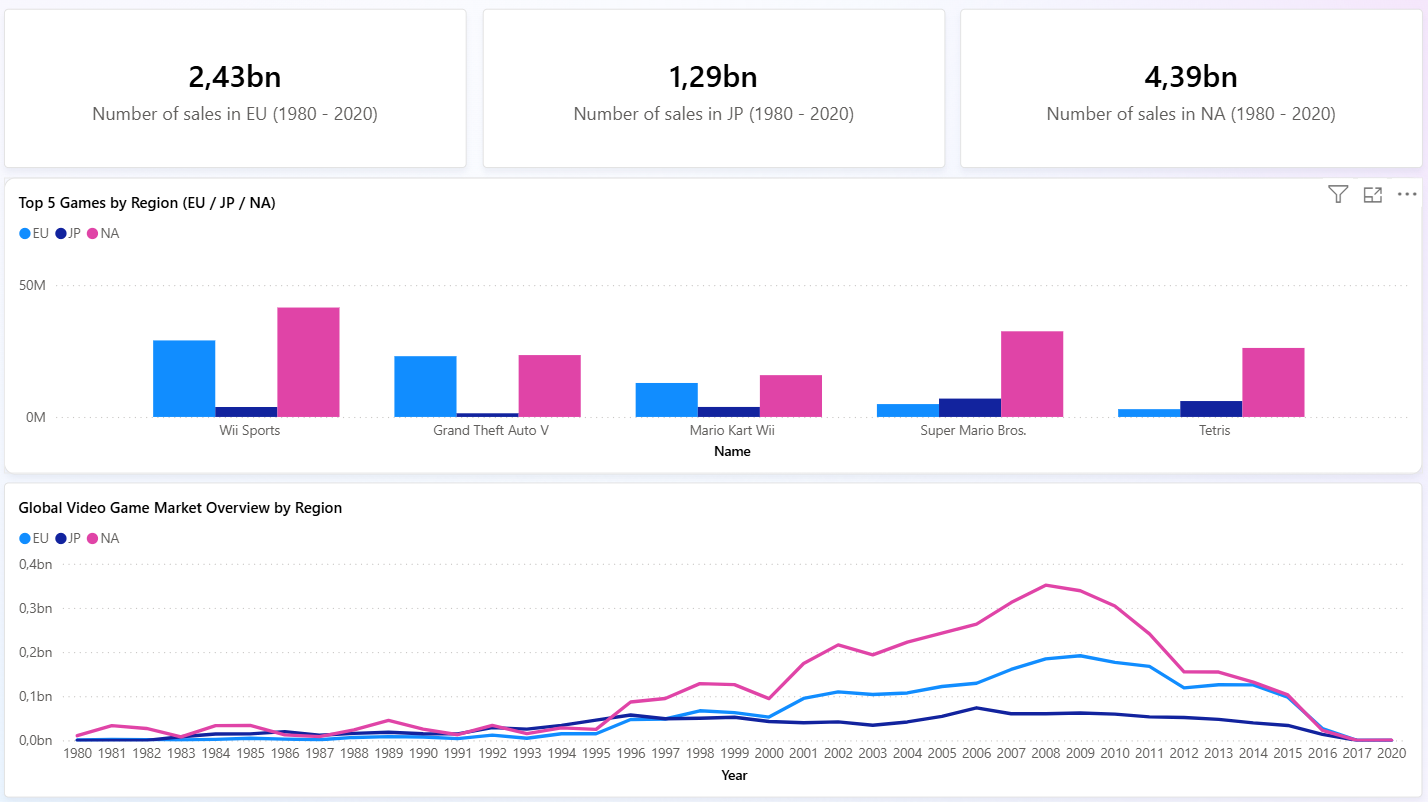 2,43bn
Number of sales in EU (1980 - 2020)
1,29bn
Number of sales in JP (1980 - 2020)
4,39bn
Number of sales in NA (1980 - 2020)
Top 5 Games by Region (EU / JP / NA)
EU JP NA
50M
0M
Wii Sports Grand Theft Auto V Mario Kart Wii Super Mario Bros. Tetris
Name
Global Video Game Market Overview by Region
EU JP NA
0,4bn
0,3bn
0,2bn
0,1bn
0,0bn
1980 1981 1982 1983 1984 1985 1986 1987 1988 1989 1990 1991 1992 1993 1994 1995 1996 1997 1998 1999 2000 2001 2002 2003 2004 2005 2006 2007 2008 2009 2010 2011 2012 2013 2014 2015 2016 2017 2020
Year